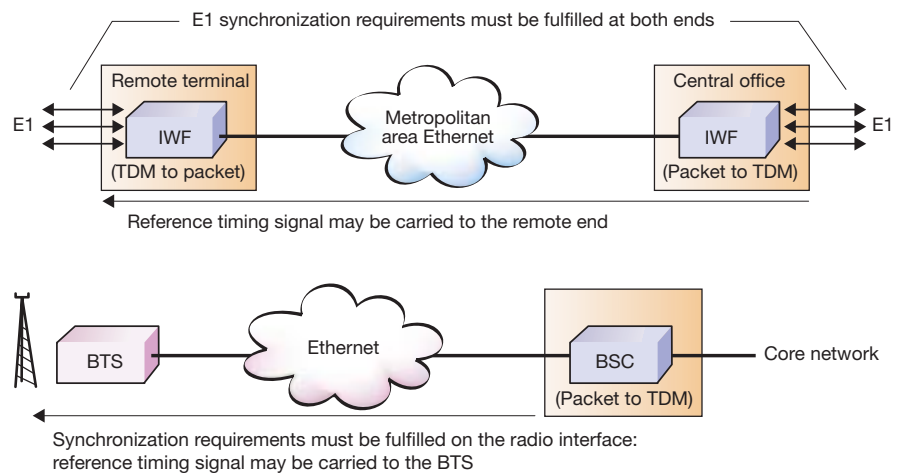 E1 synchronization requirements must be fulfilled at both ends
Remote terminal
Central office
E1
IWF
Metropolitan
area Ethernet
IWF
E1
(TDM to packet)
(Packet to TDM)
Reference timing signal may be carried to the remote end
BTS
Ethernet
BSC
Core network
(Packet to TDM)
Synchronization requirements must be fulfilled on the radio interface:
reference timing signal may be carried to the BTS